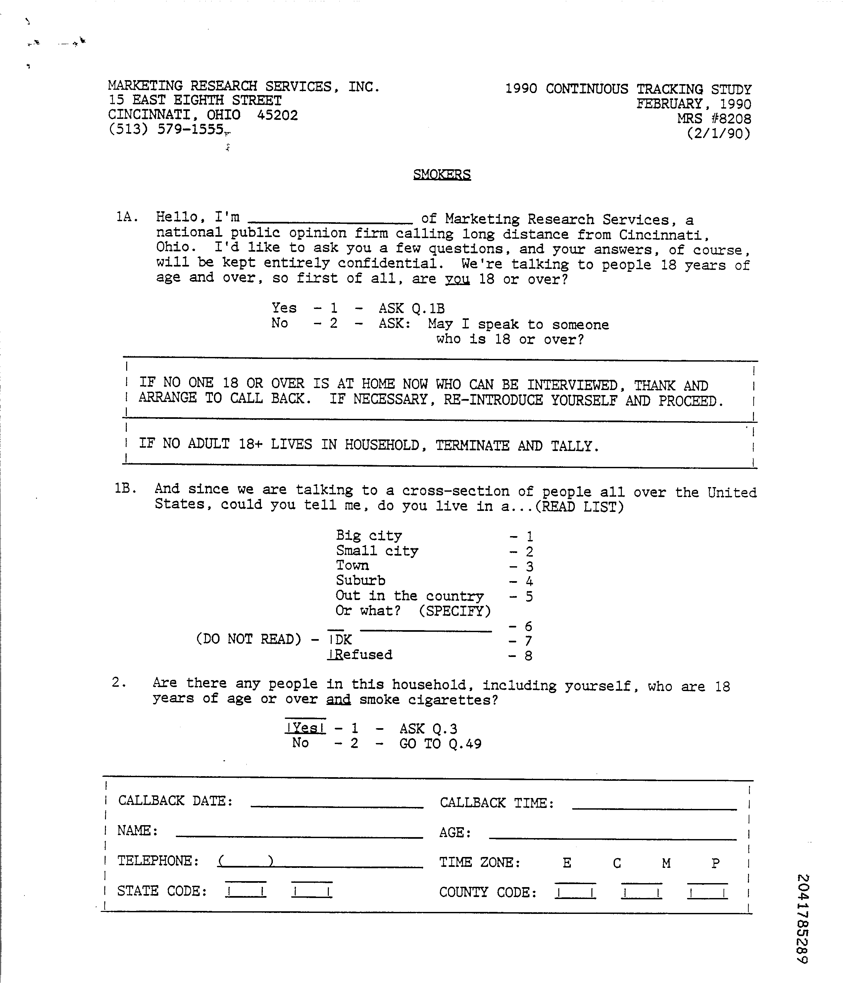 MARKETING RESEARCH SERVICES, INC.
15 EAST EIGHTH STREET
CINCINNATI, OHIO 45202
(513) 579-1555
1990 CONTINUOUS TRACKING STUDY
FEBRUARY, 1990
MRS #8208
(2/1/90)
SMOKERS
1A. Hello, I'm ____________________ of Marketing Research Services, a
national public opinion firm calling long distance from Cincinnati,
Ohio. I'd like to ask you a few questions, and your answers, of course,
will be kept entirely confidential. We're talking to people 18 years of
age and over, so first of all, are you 18 or over?
Yes - 1 - ASK Q.1B
No - 2 - ASK: May I speak to someone
who is 18 or over?
IF NO ONE 18 OR OVER IS AT HOME NOW WHO CAN BE INTERVIEWED, THANK AND
ARRANGE TO CALL BACK. IF NECESSARY, RE-INTRODUCE YOURSELF AND PROCEED.
IF NO ADULT 18+ LIVES IN HOUSEHOLD, TERMINATE AND TALLY.
1B. And since we are talking to a cross-section of people all over the United
States, could you tell me, do you live in a...(READ LIST)
Big city - 1
Small city - 2
Town - 3
Suburb - 4
Out in the country - 5
Or what? (SPECIFY)
________________ - 6
(DO NOT READ) - DK - 7
Refused - 8
2. Are there any people in this household, including yourself, who are 18
years of age or over and smoke cigarettes?
Yes - 1 - ASK Q.3
No - 2 - GO TO Q.49
CALLBACK DATE: ____________________ CALLBACK TIME: ____________________
NAME: ____________________ AGE: ____________________
TELEPHONE: (    )____________________ TIME ZONE: E C M P
STATE CODE: COUNTY CODE:
2041785289